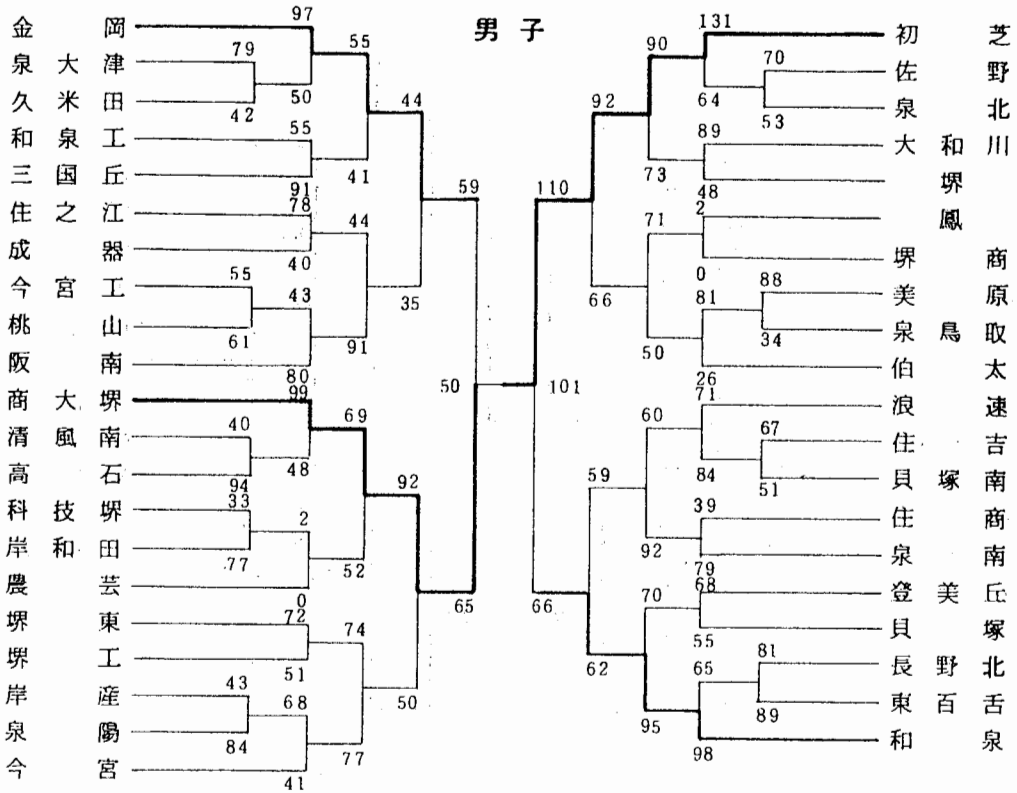 男子
金岡
泉大津
久米田
和泉工
三国丘
住之江
成器
今宮工
桃山
阪南
商大堺
清風南
高石
科技堺
岸和田
農芸
堺東
堺工
岸産
泉陽
今宮
97
79
42
50
55
91
55
41
78
40
44
55
61
43
80
91
44
35
59
99
40
94
48
33
77
2
0
69
52
72
51
74
43
84
68
41
77
92
50
65
50
101
初芝
佐野
泉北
大和川
堺
鳳
堺商
美原
泉鳥取
伯太
浪速
住吉
貝塚南
住商
泉南
登美丘
貝塚
長野北
東百舌
和泉
131
70
53
64
90
89
48
73
92
2
0
71
88
34
81
26
50
66
110
71
67
51
84
60
39
79
92
59
68
55
70
81
89
65
98
95
62
66